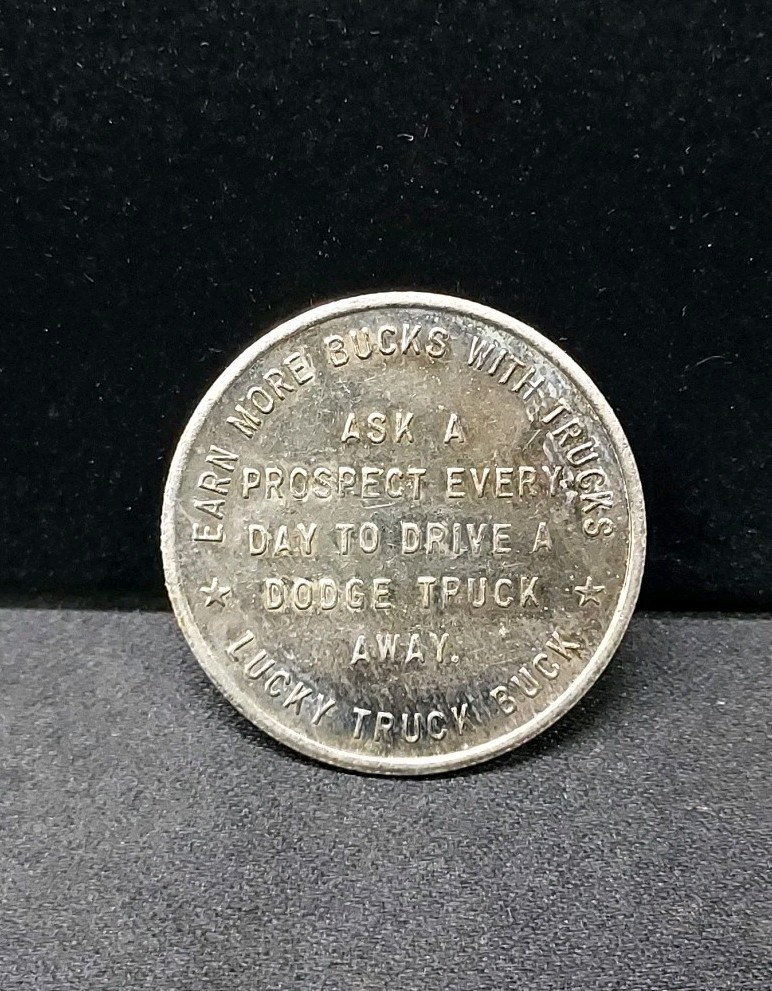 EARN MORE BUCKS WITH TRUCKS
ASK A
PROSPECT EVERY
DAY TO DRIVE A
DODGE TRUCK
AWAY.
LUCKY TRUCK BUCK